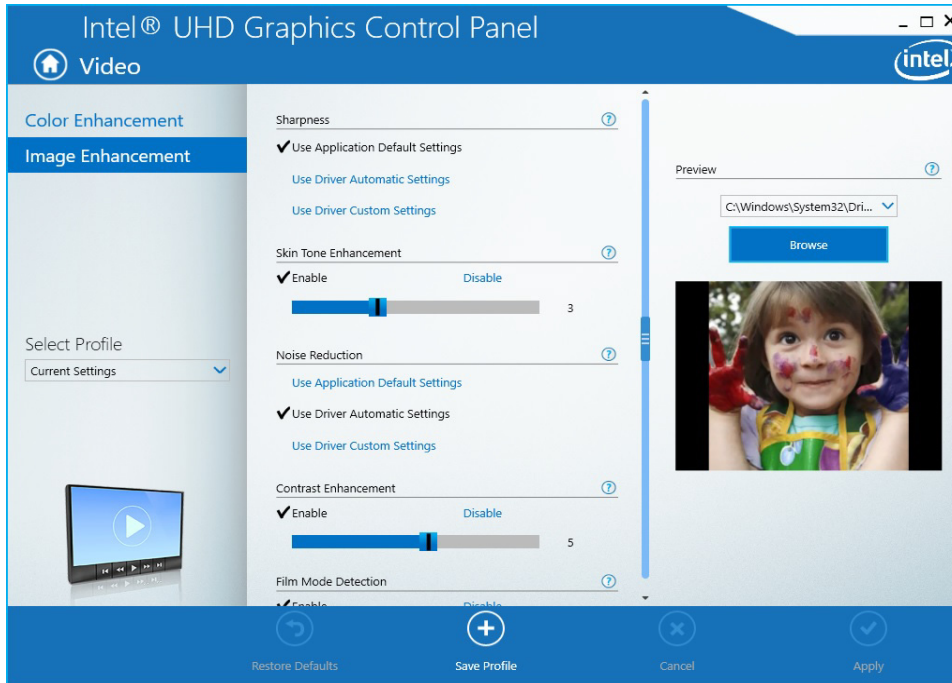 Intel® UHD Graphics Control Panel
Video
intel
Color Enhancement
Image Enhancement
Select Profile
Current Settings
Sharpness ?
Use Application Default Settings
Use Driver Automatic Settings
Use Driver Custom Settings
Skin Tone Enhancement ?
Enable Disable
3
Noise Reduction ?
Use Application Default Settings
Use Driver Automatic Settings
Use Driver Custom Settings
Contrast Enhancement ?
Enable Disable
5
Film Mode Detection ?
Enable Disable
Preview ?
C:\Windows\System32\Dri...
Browse
Restore Defaults
Save Profile
Cancel
Apply